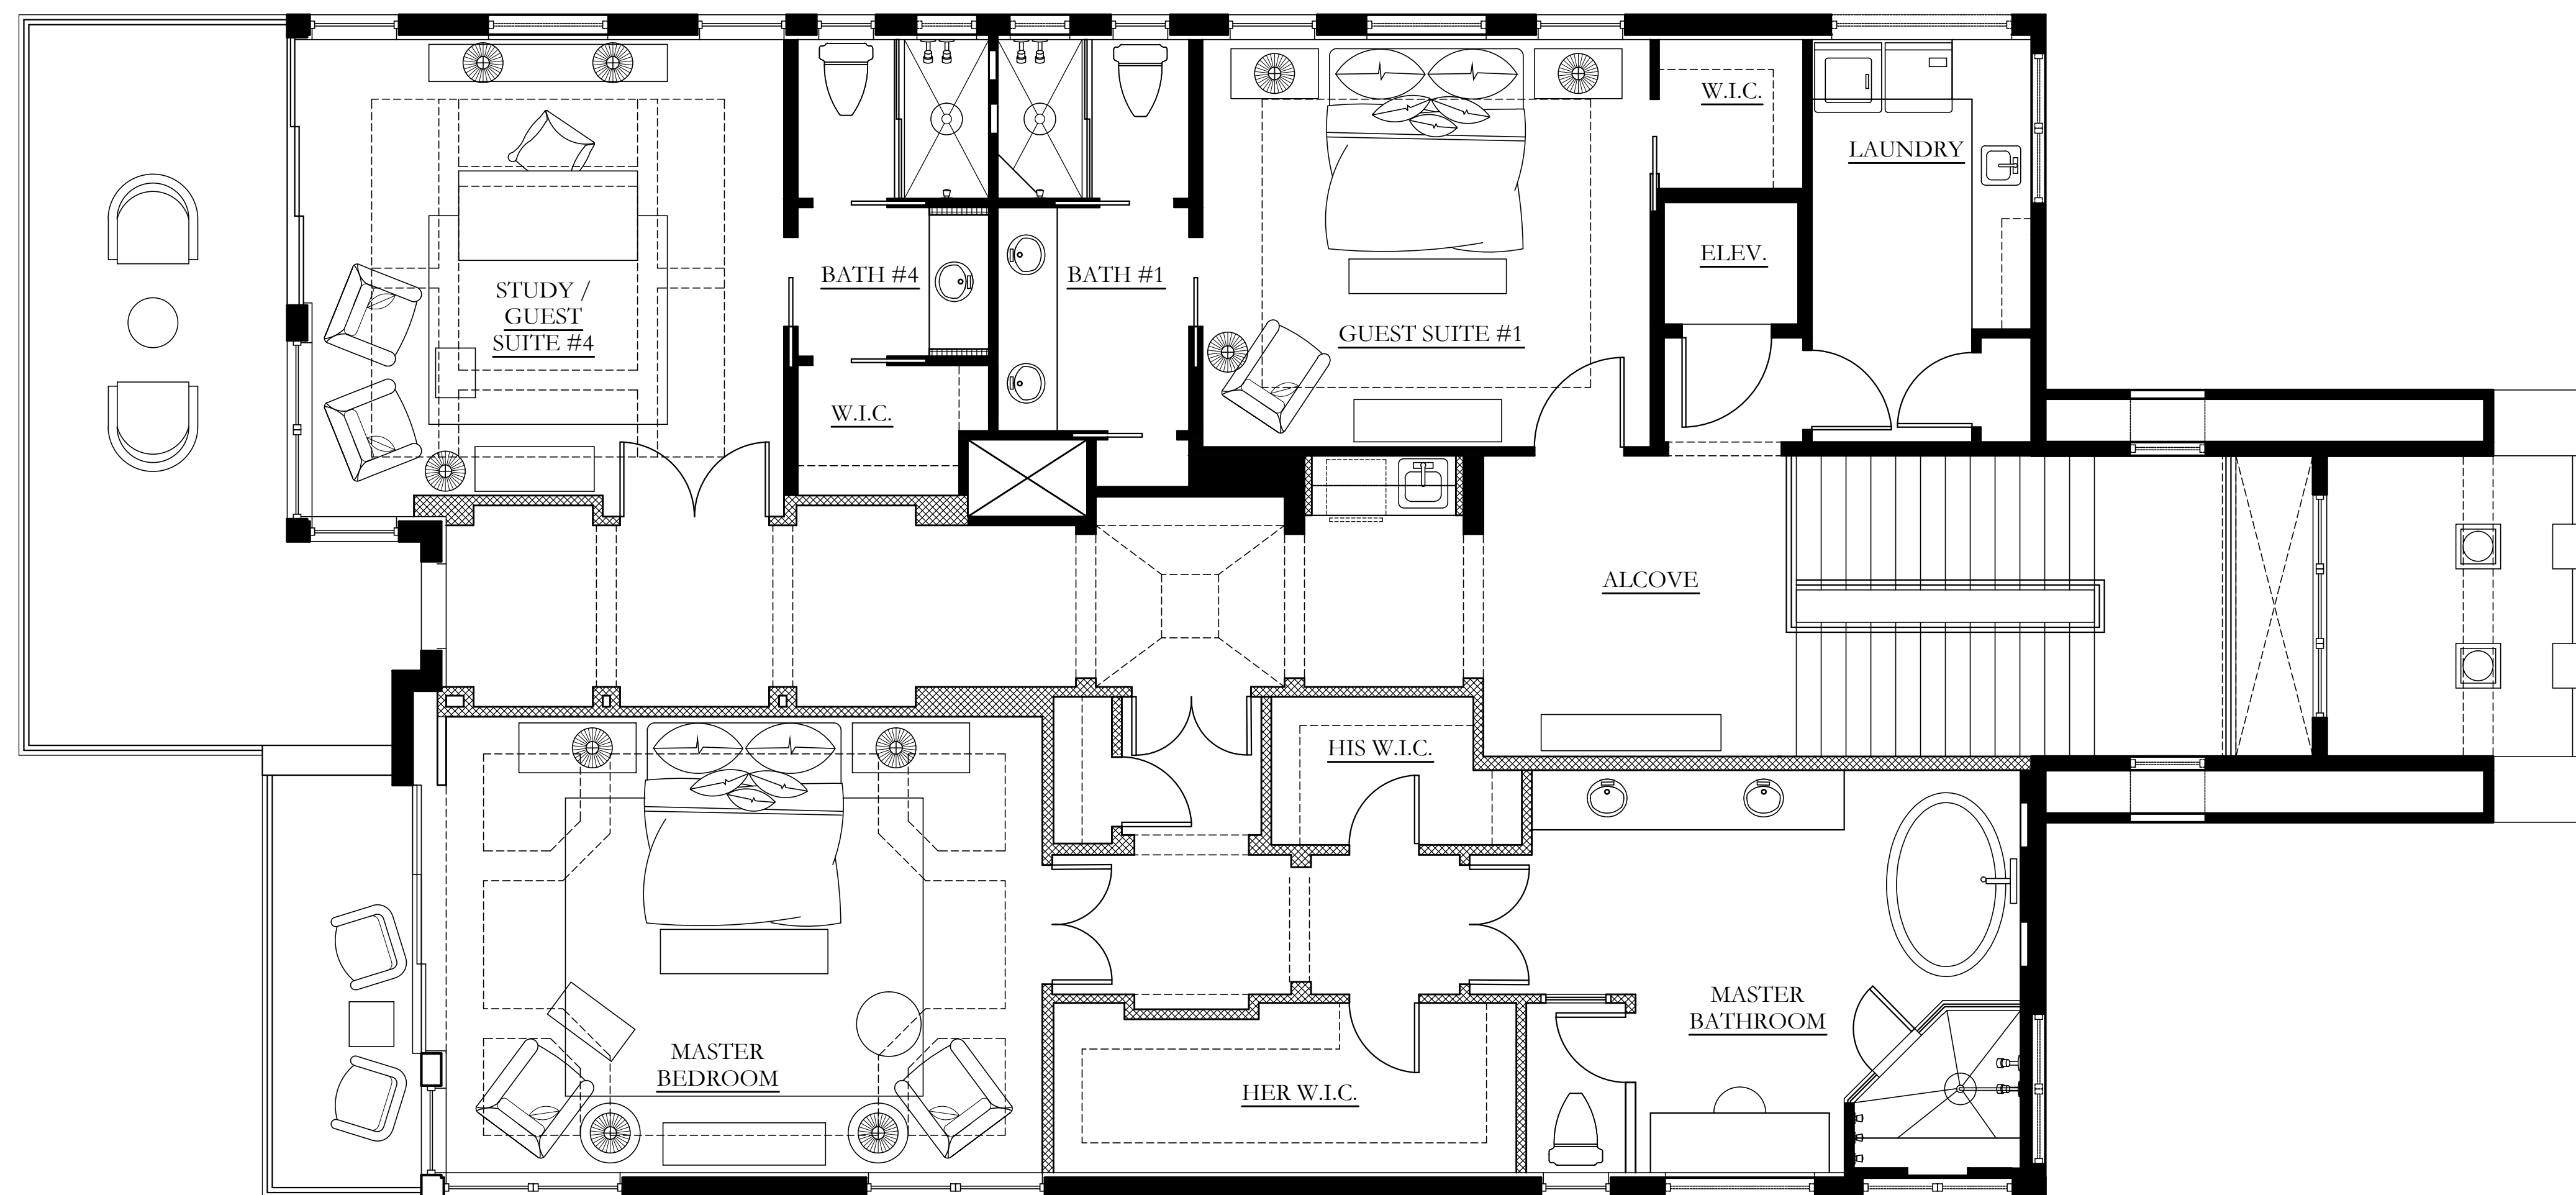 W.I.C.
LAUNDRY
ELEV.
BATH #4
BATH #1
STUDY /
GUEST
SUITE #4
GUEST SUITE #1
W.I.C.
ALCOVE
HIS W.I.C.
MASTER
BATHROOM
MASTER
BEDROOM
HER W.I.C.